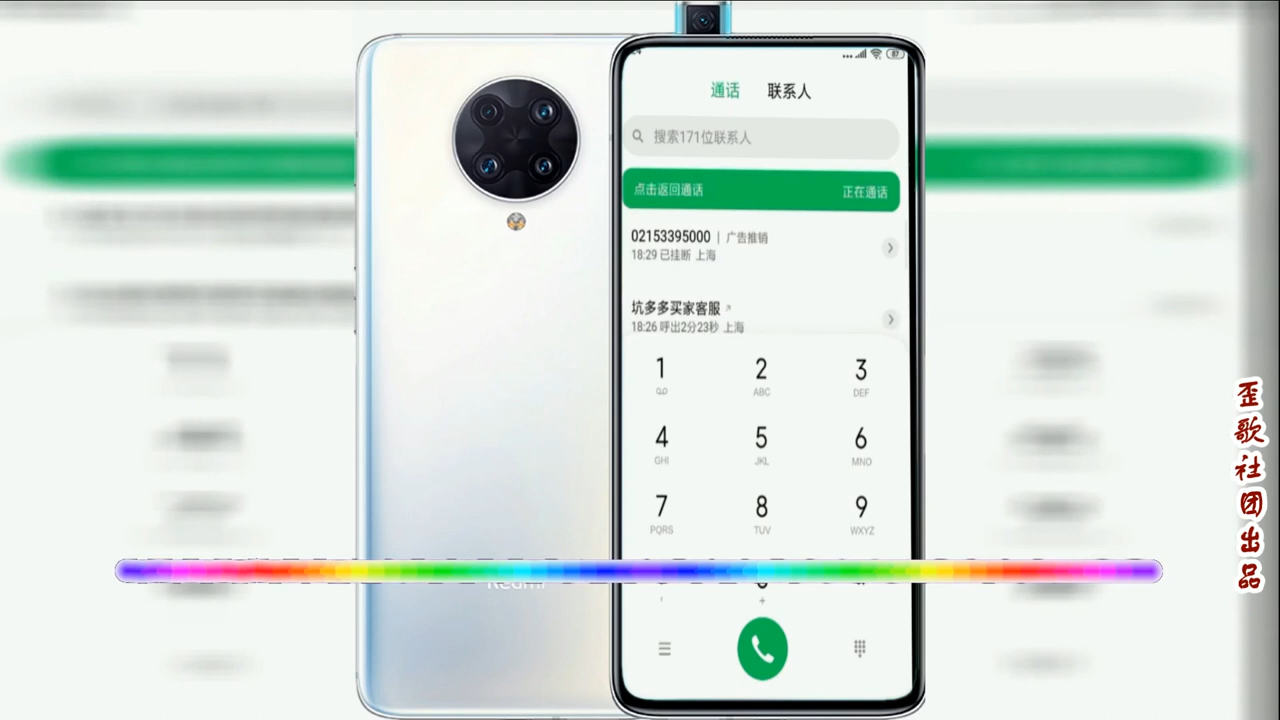 87
通话 联系人
搜索171位联系人
点击返回通话 正在通话
02153395000 | 广告推销
18:29 已挂断 上海
坑多多买家客服
18:26 呼出2分23秒 上海
1 2 3
ABC DEF
4 5 6
GHI JKL MNO
7 8 9
PQRS TUV WXYZ
Redmi
+
歪歌社团出品